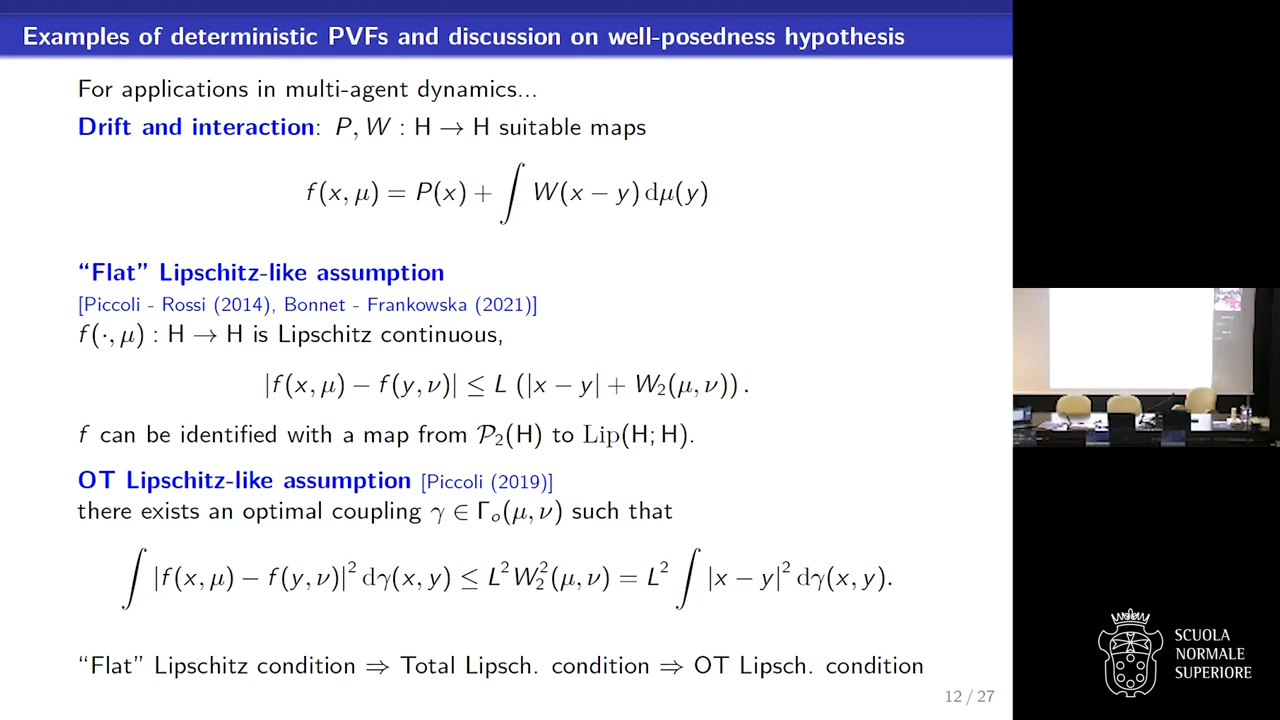 Examples of deterministic PVFs and discussion on well-posedness hypothesis
For applications in multi-agent dynamics...
Drift and interaction: P, W : H → H suitable maps
f(x, μ) = P(x) + ∫ W(x − y) dμ(y)
“Flat” Lipschitz-like assumption
[Piccoli - Rossi (2014), Bonnet - Frankowska (2021)]
f(·, μ) : H → H is Lipschitz continuous,
|f(x, μ) − f(y, ν)| ≤ L (|x − y| + W₂(μ, ν)) .
f can be identified with a map from 𝒫₂(H) to Lip(H; H).
OT Lipschitz-like assumption [Piccoli (2019)]
there exists an optimal coupling γ ∈ Γₒ(μ, ν) such that
∫ |f(x, μ) − f(y, ν)|² dγ(x, y) ≤ L²W₂²(μ, ν) = L² ∫ |x − y|² dγ(x, y).
“Flat” Lipschitz condition ⇒ Total Lipsch. condition ⇒ OT Lipsch. condition
12 / 27
SCUOLA
NORMALE
SUPERIORE